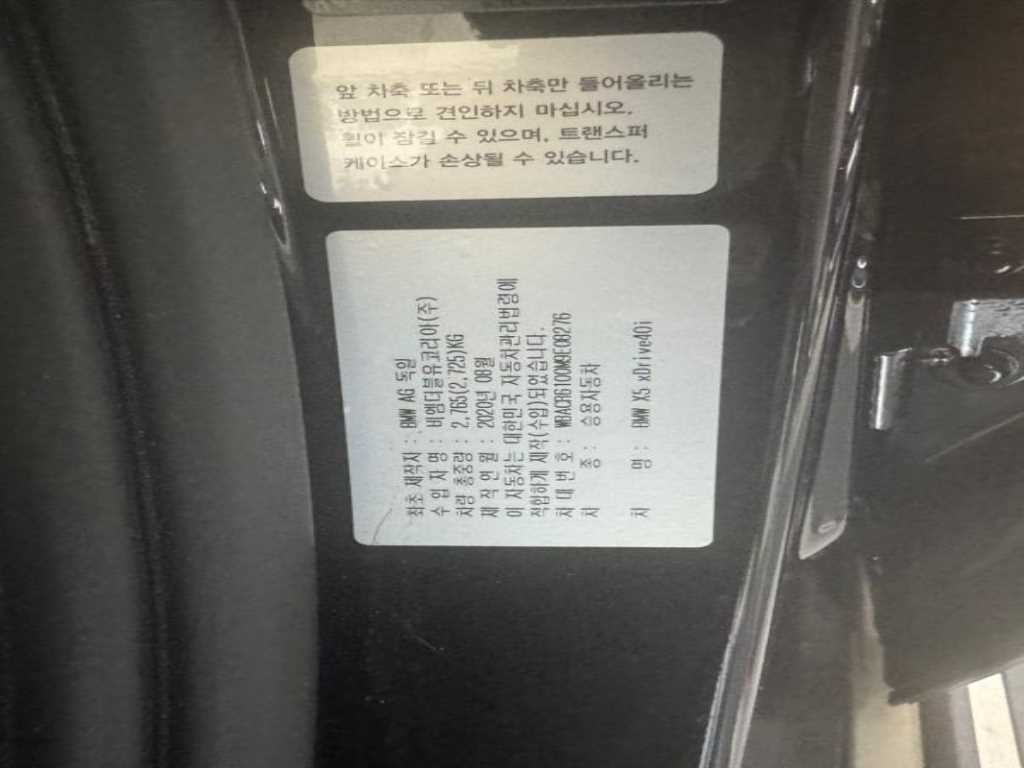 앞 차축 또는 뒤 차축만 들어올리는
방법으로 견인하지 마십시오.
휠이 잠길 수 있으며, 트랜스퍼
케이스가 손상될 수 있습니다.
최초 제작자 : BMW AG 독일
수 입 자 명 : 비엠더블유코리아(주)
차량 총중량 : 2,765(2,725)KG
제 작 연 월 : 2020년 08월
이 자동차는 대한민국 자동차관리법령에
적합하게 제작(수입)되었습니다.
차 대 번 호 :
차 종 : 승용자동차
차 명 : BMW X5 xDrive40i